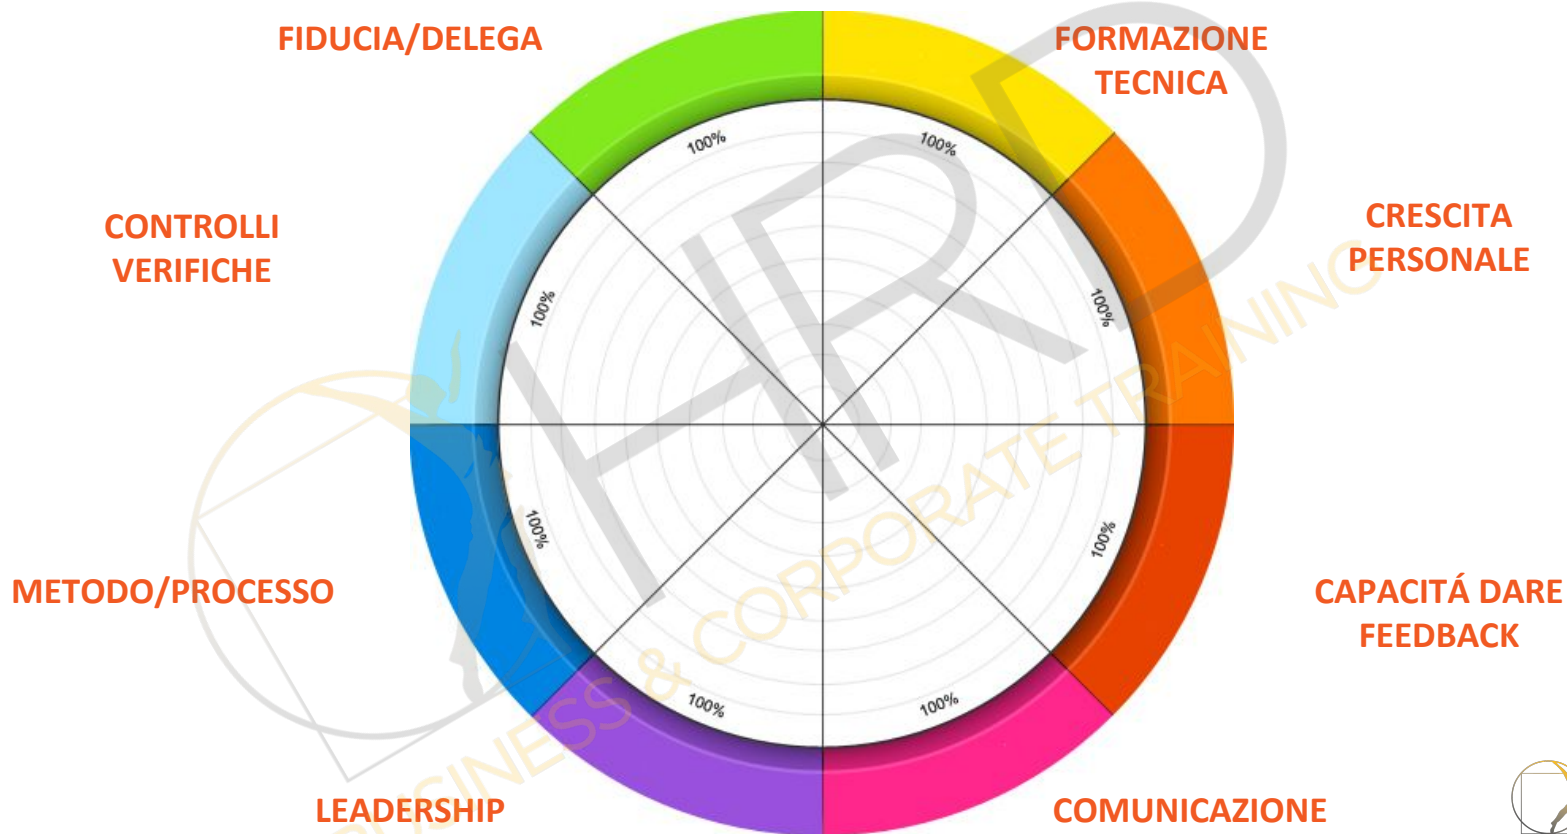 FIDUCIA/DELEGA
FORMAZIONE
TECNICA
100%
100%
CONTROLLI
VERIFICHE
CRESCITA
PERSONALE
100%
100%
HRD
BUSINESS & CORPORATE TRAINING
METODO/PROCESSO
100%
100%
CAPACITÁ DARE
FEEDBACK
100%
100%
LEADERSHIP
COMUNICAZIONE